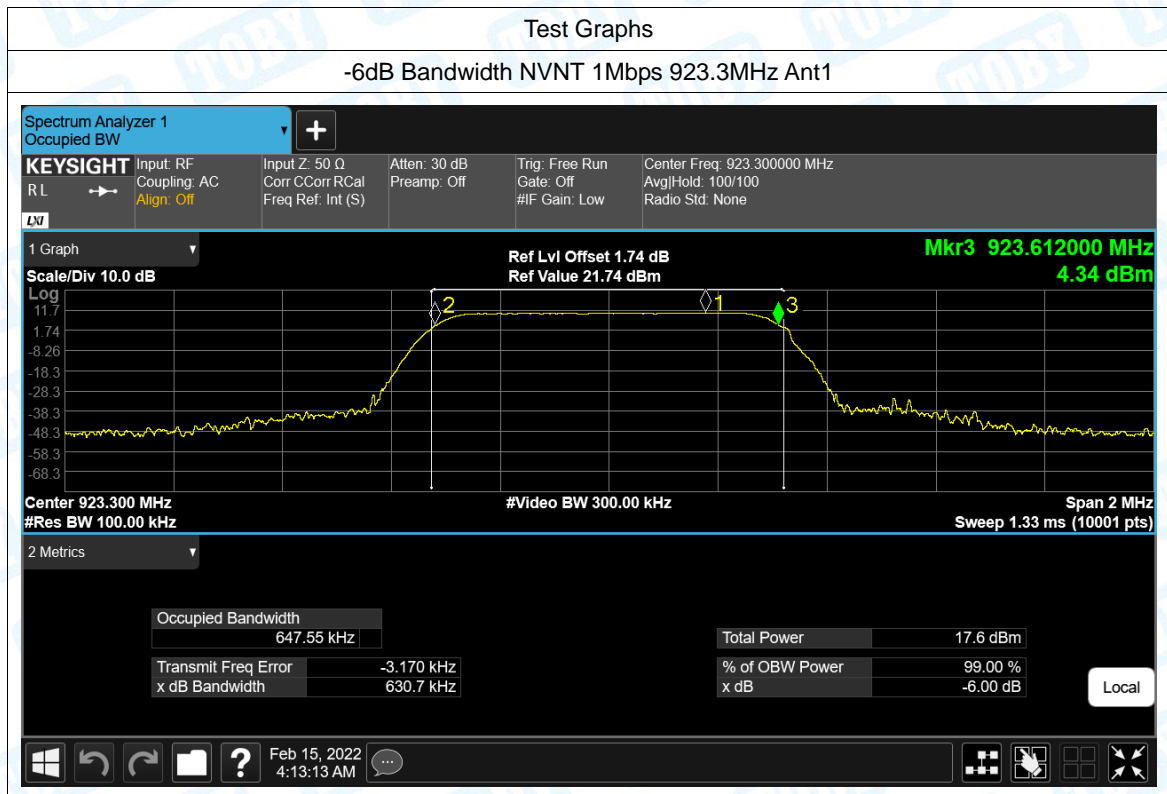 Test Graphs
-6dB Bandwidth NVNT 1Mbps 923.3MHz Ant1
Spectrum Analyzer 1
Occupied BW
+
KEYSIGHT Input: RF Input Z: 50 Ω Atten: 30 dB Trig: Free Run Center Freq: 923.300000 MHz
R L Coupling: AC Corr CCorr RCal Preamp: Off Gate: Off Avg|Hold: 100/100
Align: Off Freq Ref: Int (S) #IF Gain: Low Radio Std: None
LXI
1 Graph Ref Lvl Offset 1.74 dB Mkr3 923.612000 MHz
Scale/Div 10.0 dB Ref Value 21.74 dBm 4.34 dBm
Log
2 1 3
11.7
1.74
-8.26
-18.3
-28.3
-38.3
-48.3
-58.3
-68.3
Center 923.300 MHz #Video BW 300.00 kHz Span 2 MHz
#Res BW 100.00 kHz Sweep 1.33 ms (10001 pts)
2 Metrics
Occupied Bandwidth
647.55 kHz Total Power 17.6 dBm
Transmit Freq Error -3.170 kHz % of OBW Power 99.00 %
x dB Bandwidth 630.7 kHz x dB -6.00 dB
Local
? Feb 15, 2022
4:13:13 AM
TOBY
TOBY
TOBY